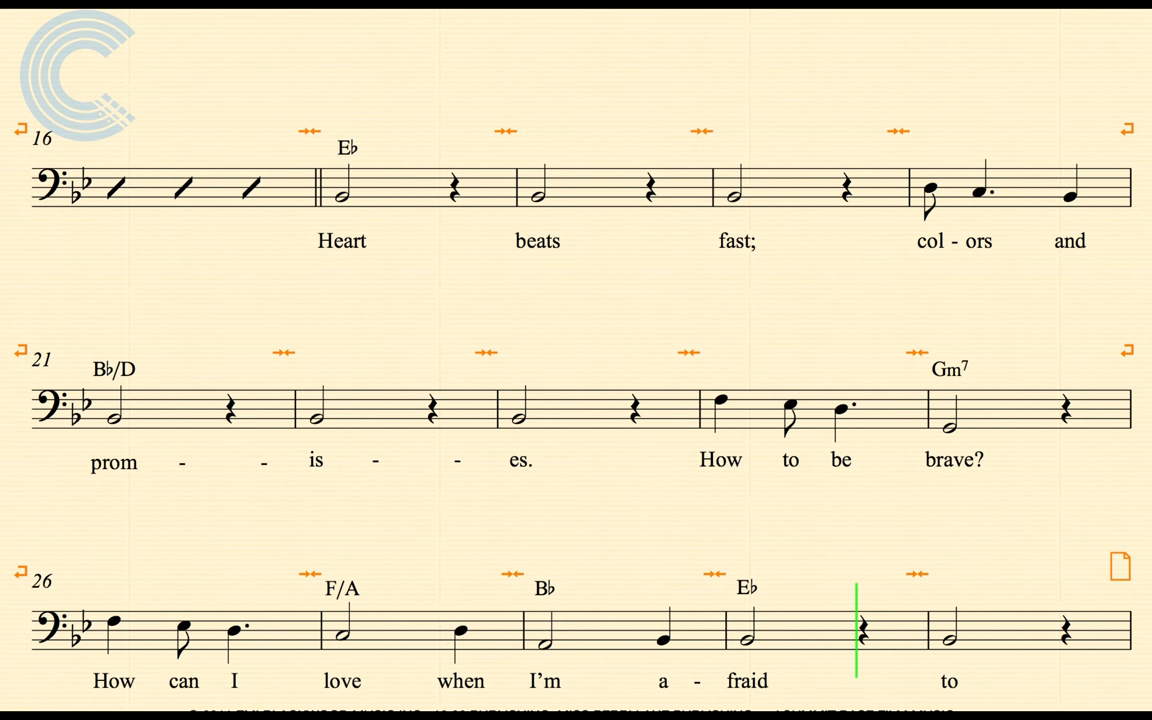 16
E♭
Heart beats fast; col - ors and
21
B♭/D Gm7
prom - - is - - es. How to be brave?
26
F/A B♭ E♭
How can I love when I'm a - fraid to